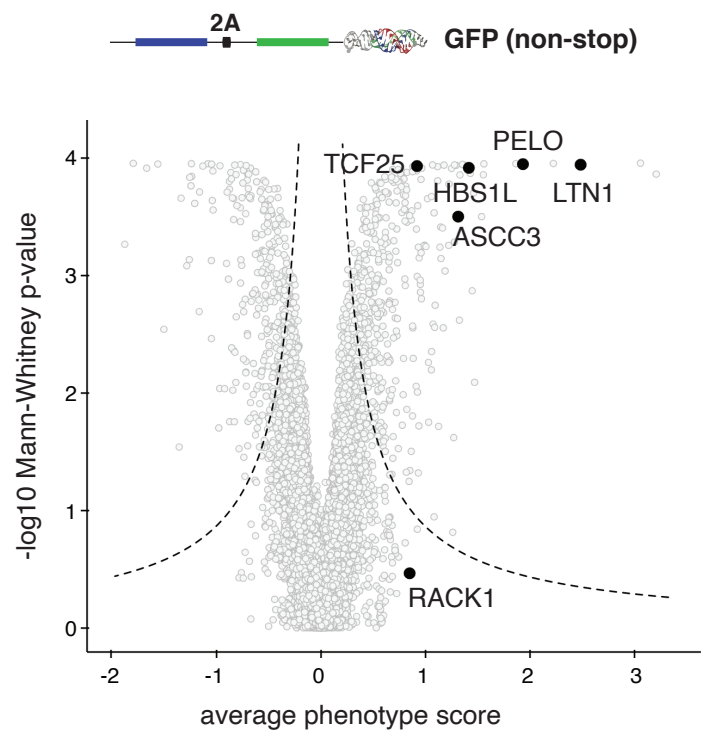 2A
GFP (non-stop)
-log10 Mann-Whitney p-value
4
3
2
1
0
TCF25
PELO
HBS1L
LTN1
ASCC3
RACK1
-2
-1
0
1
2
3
average phenotype score